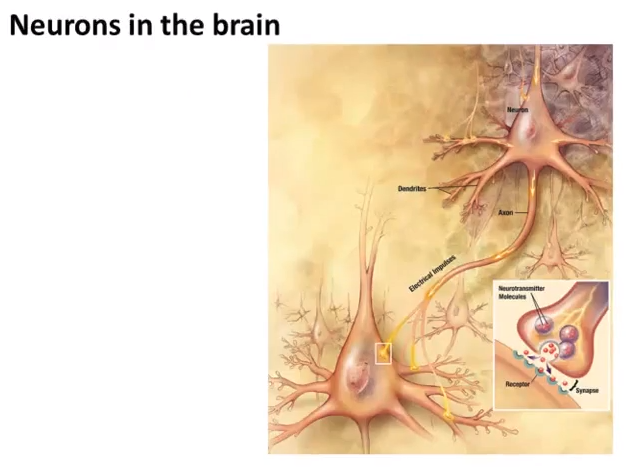 Neurons in the brain
Neuron
Dendrites
Axon
Electrical Impulses
Neurotransmitter
Molecules
Receptor
Synapse